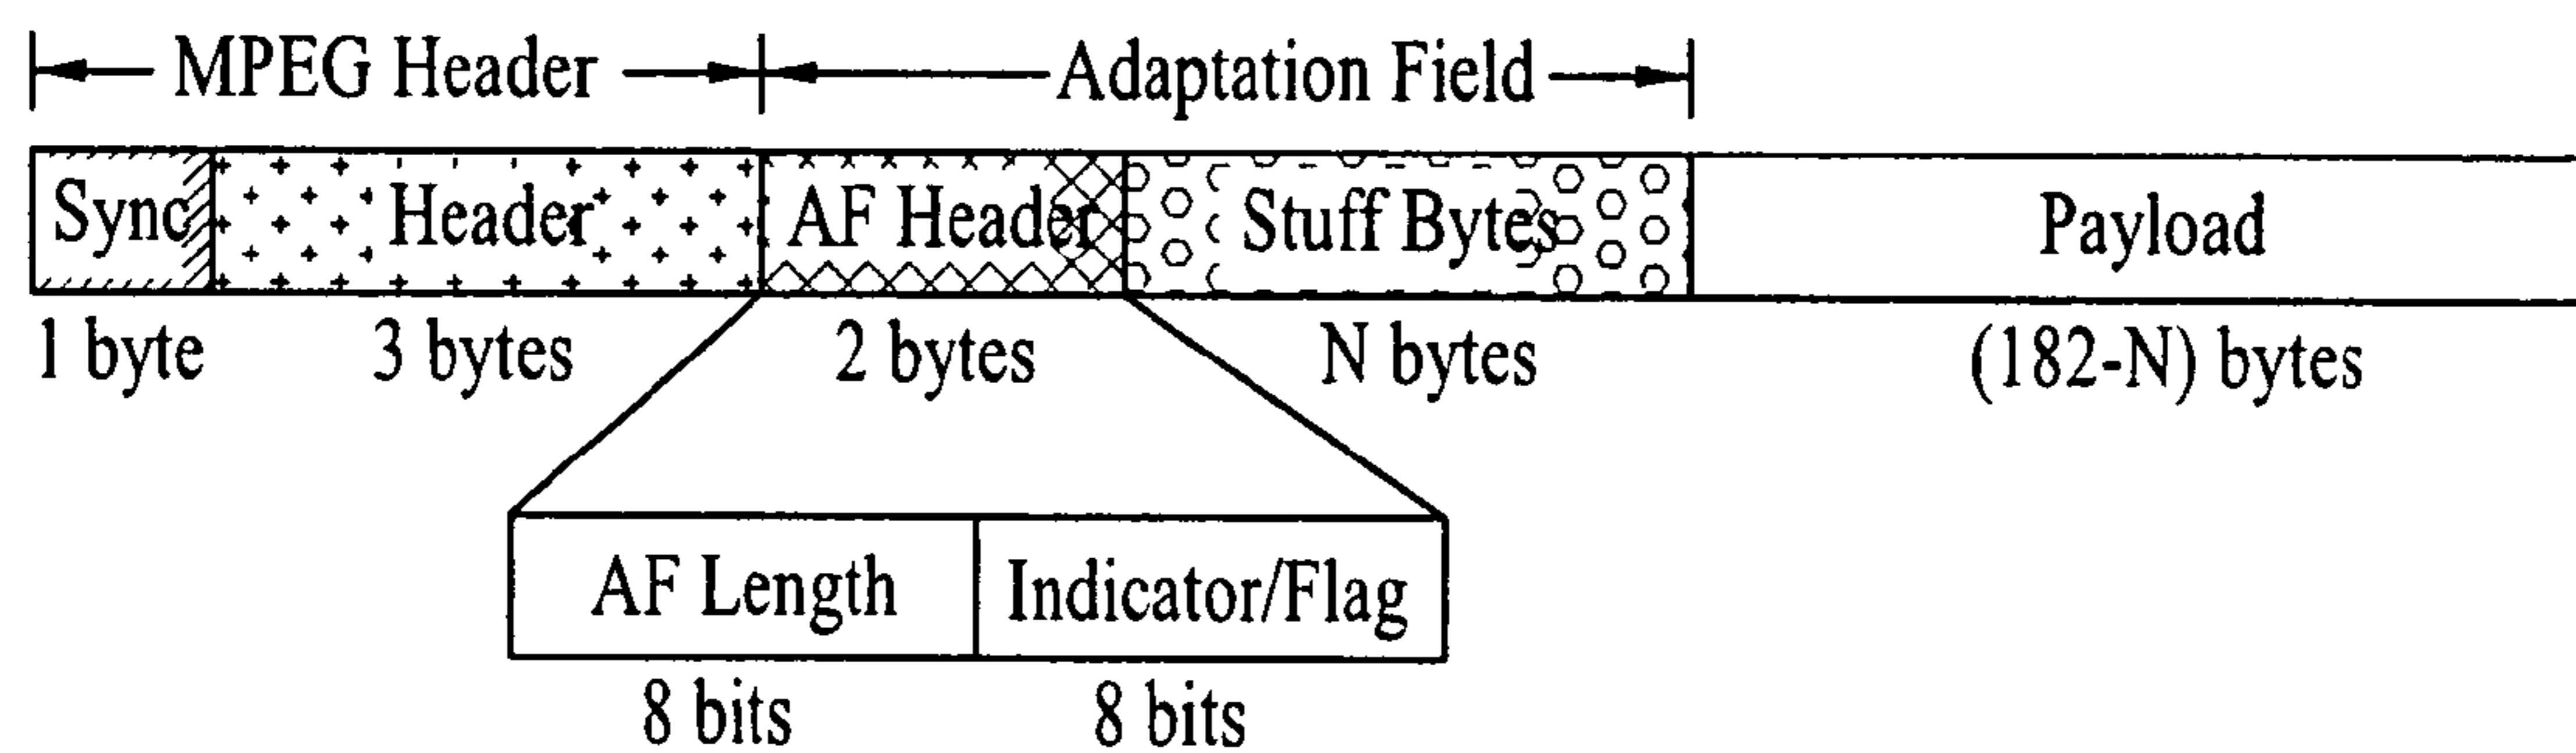 MPEG Header Adaptation Field
Sync Header AF Header Stuff Bytes Payload
1 byte 3 bytes 2 bytes N bytes (182-N) bytes
AF Length Indicator/Flag
8 bits 8 bits